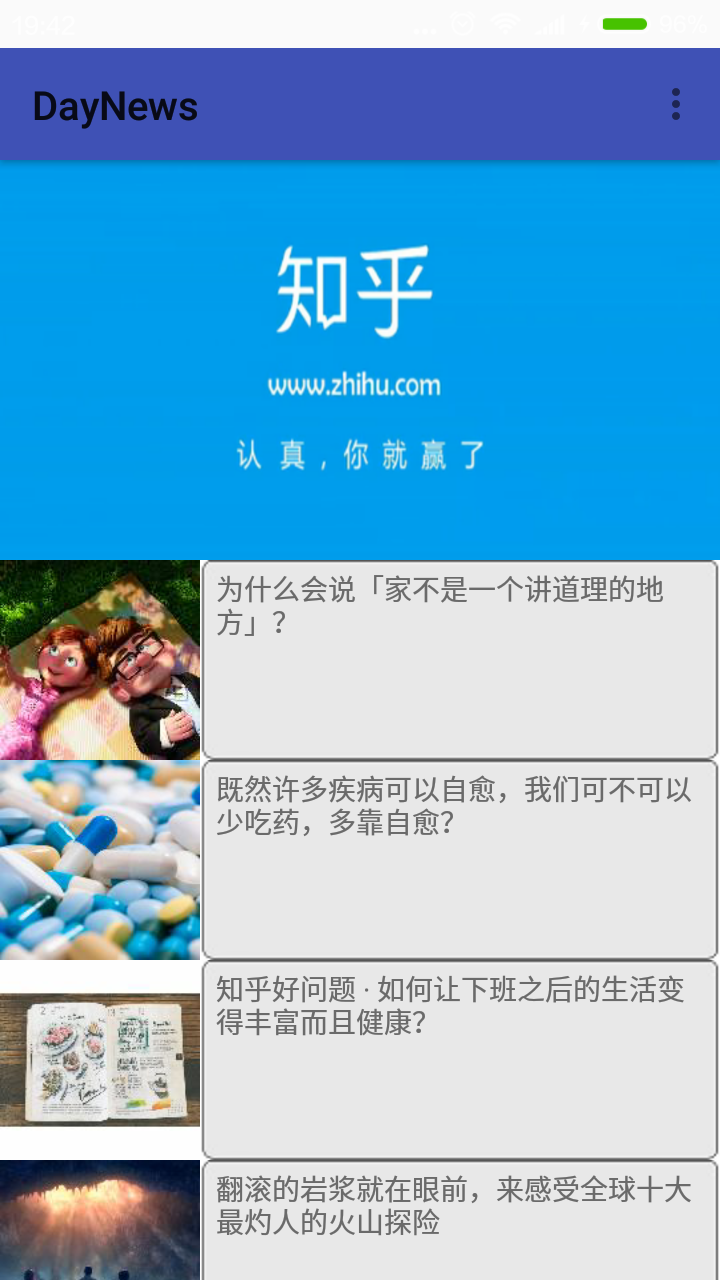 19:42
96%
DayNews
知乎
www.zhihu.com
认真，你就赢了
为什么会说「家不是一个讲道理的地
方」？
既然许多疾病可以自愈，我们可不可以
少吃药，多靠自愈？
知乎好问题 · 如何让下班之后的生活变
得丰富而且健康？
翻滚的岩浆就在眼前，来感受全球十大
最灼人的火山探险